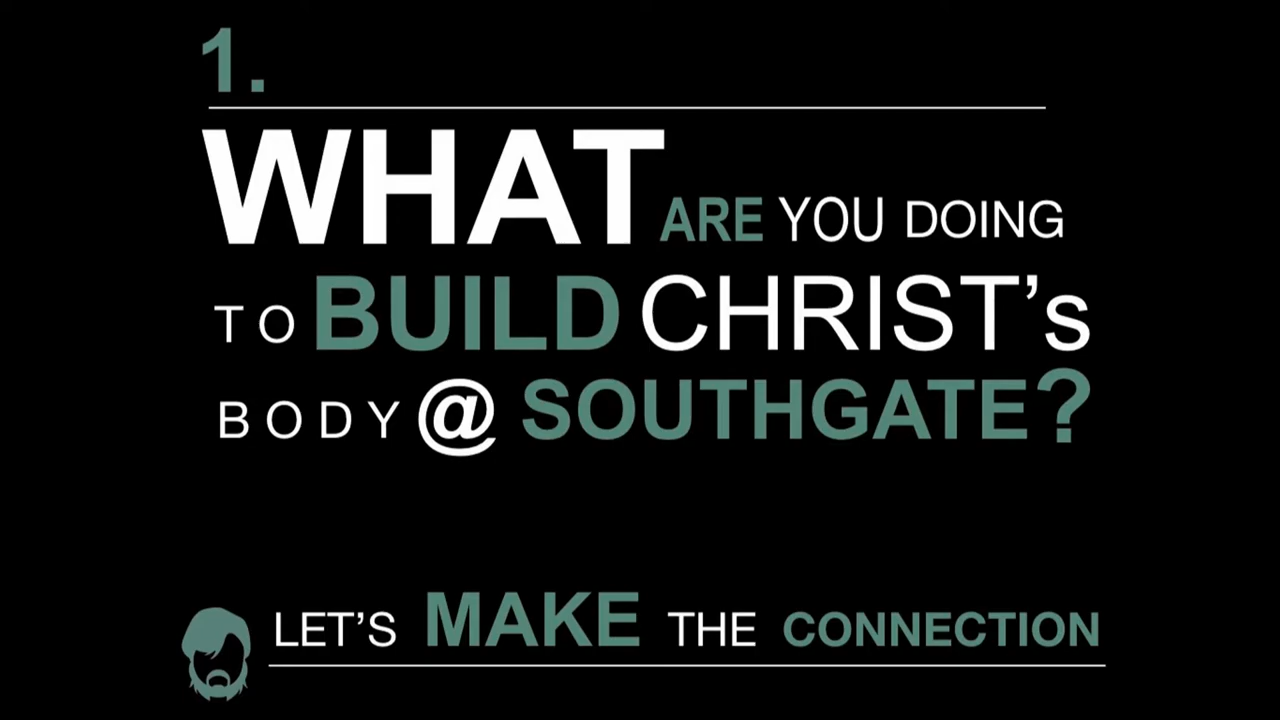 1.
WHAT ARE YOU DOING
TO BUILD CHRIST’s
BODY @ SOUTHGATE?
LET’S MAKE THE CONNECTION